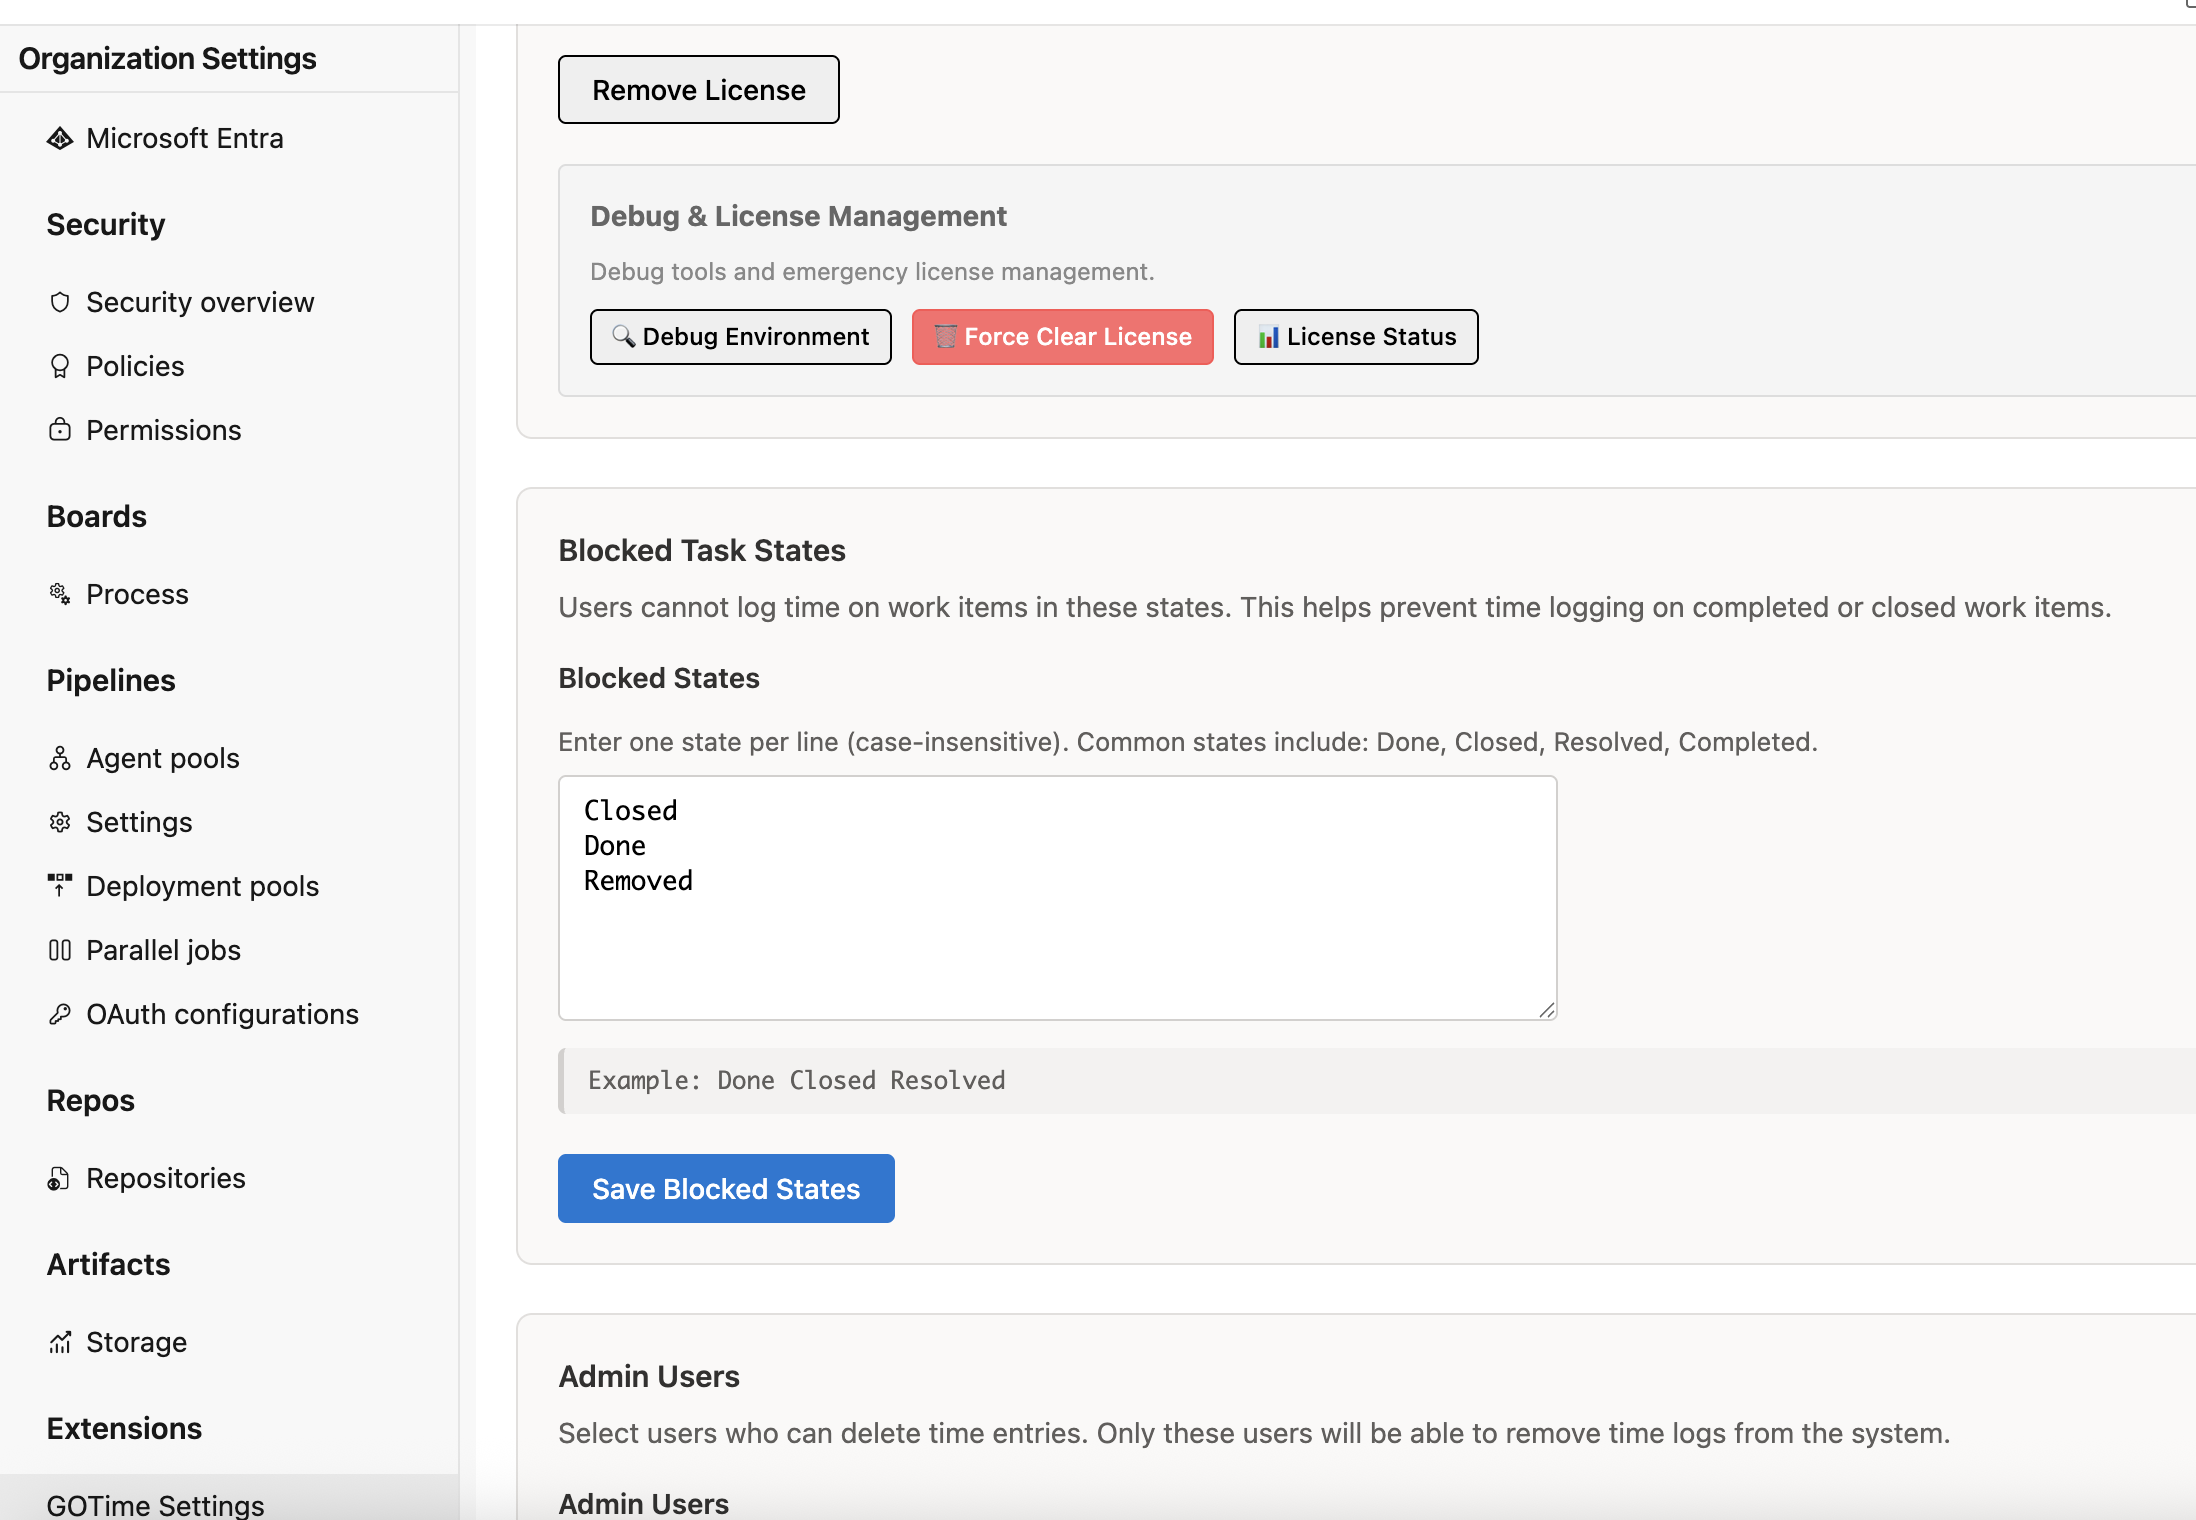 Organization Settings
Microsoft Entra
Security
Security overview
Policies
Permissions
Boards
Process
Pipelines
Agent pools
Settings
Deployment pools
Parallel jobs
OAuth configurations
Repos
Repositories
Artifacts
Storage
Extensions
GOTime Settings
Remove License
Debug & License Management
Debug tools and emergency license management.
Debug Environment
Force Clear License
License Status
Blocked Task States
Users cannot log time on work items in these states. This helps prevent time logging on completed or closed work items.
Blocked States
Enter one state per line (case-insensitive). Common states include: Done, Closed, Resolved, Completed.
Closed
Done
Removed
Example: Done Closed Resolved
Save Blocked States
Admin Users
Select users who can delete time entries. Only these users will be able to remove time logs from the system.
Admin Users